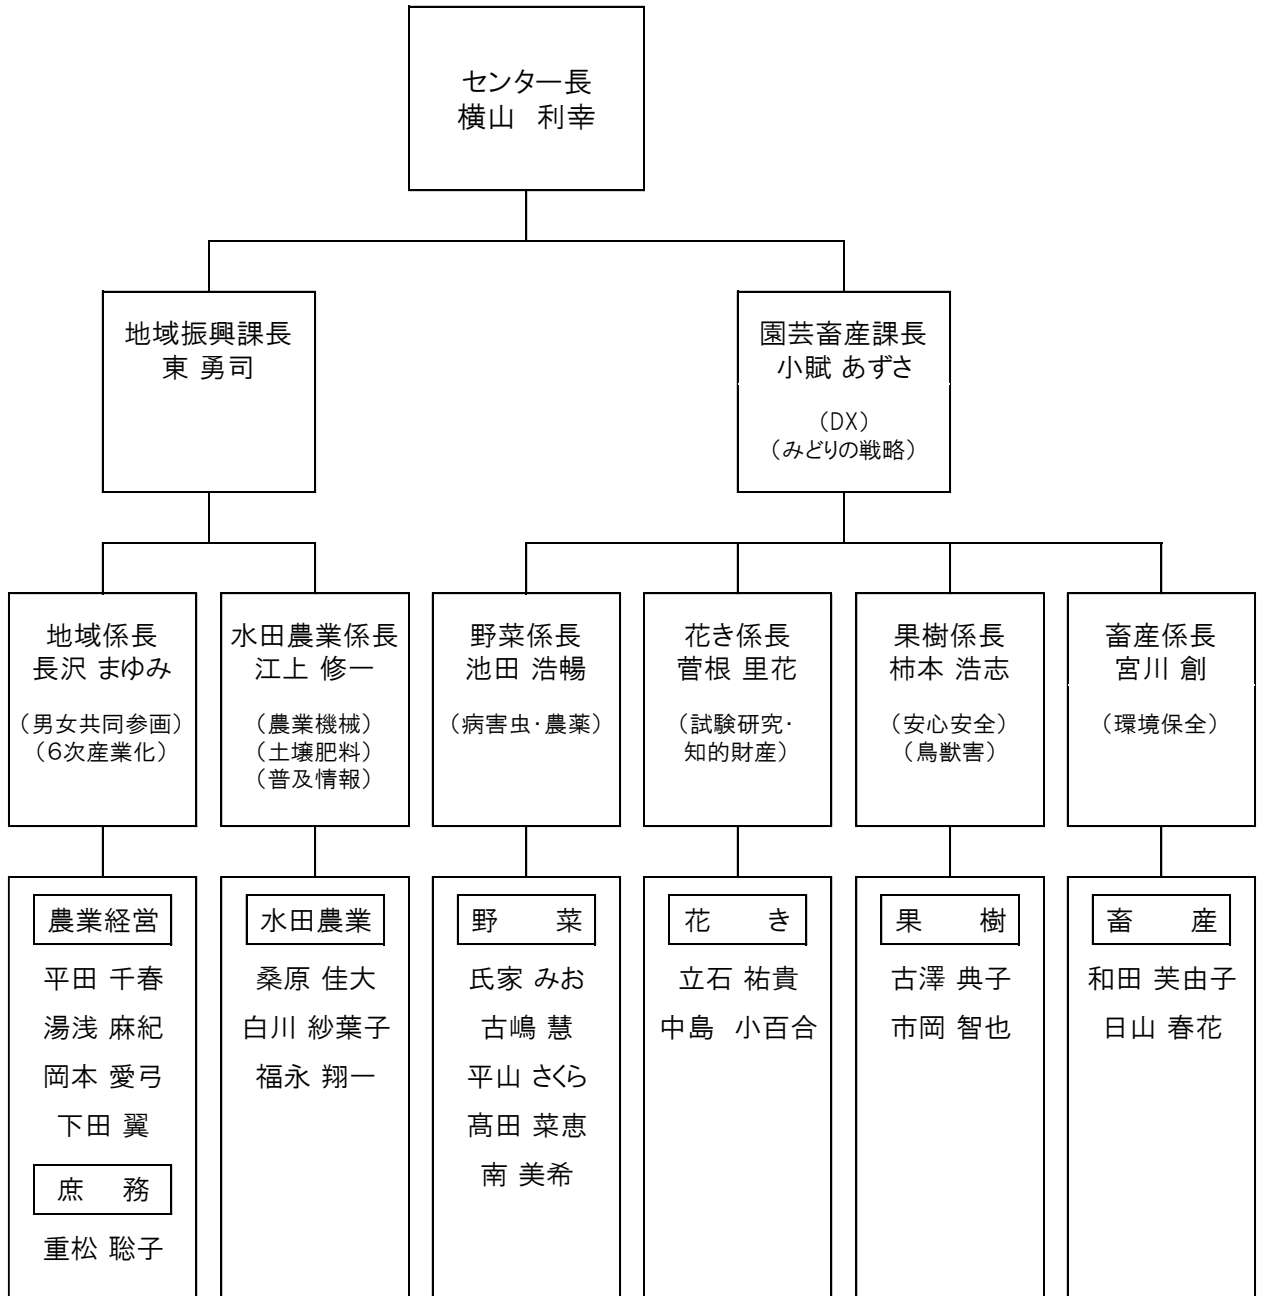 センター長
横山　利幸
地域振興課長
東 勇司
園芸畜産課長
小賦 あずさ
（DX）
（みどりの戦略）
地域係長
長沢 まゆみ
（男女共同参画）
（6次産業化）
水田農業係長
江上 修一
（農業機械）
（土壌肥料）
（普及情報）
野菜係長
池田 浩暢
（病害虫・農薬）
花き係長
菅根 里花
（試験研究・
知的財産）
果樹係長
柿本 浩志
（安心安全）
（鳥獣害）
畜産係長
宮川 創
（環境保全）
農業経営
平田 千春
湯浅 麻紀
岡本 愛弓
下田 翼
庶　務
重松 聡子
水田農業
桑原 佳大
白川 紗葉子
福永 翔一
野　菜
氏家 みお
古嶋 慧
平山 さくら
髙田 菜恵
南 美希
花　き
立石 祐貴
中島　小百合
果　樹
古澤 典子
市岡 智也
畜　産
和田 芙由子
日山 春花